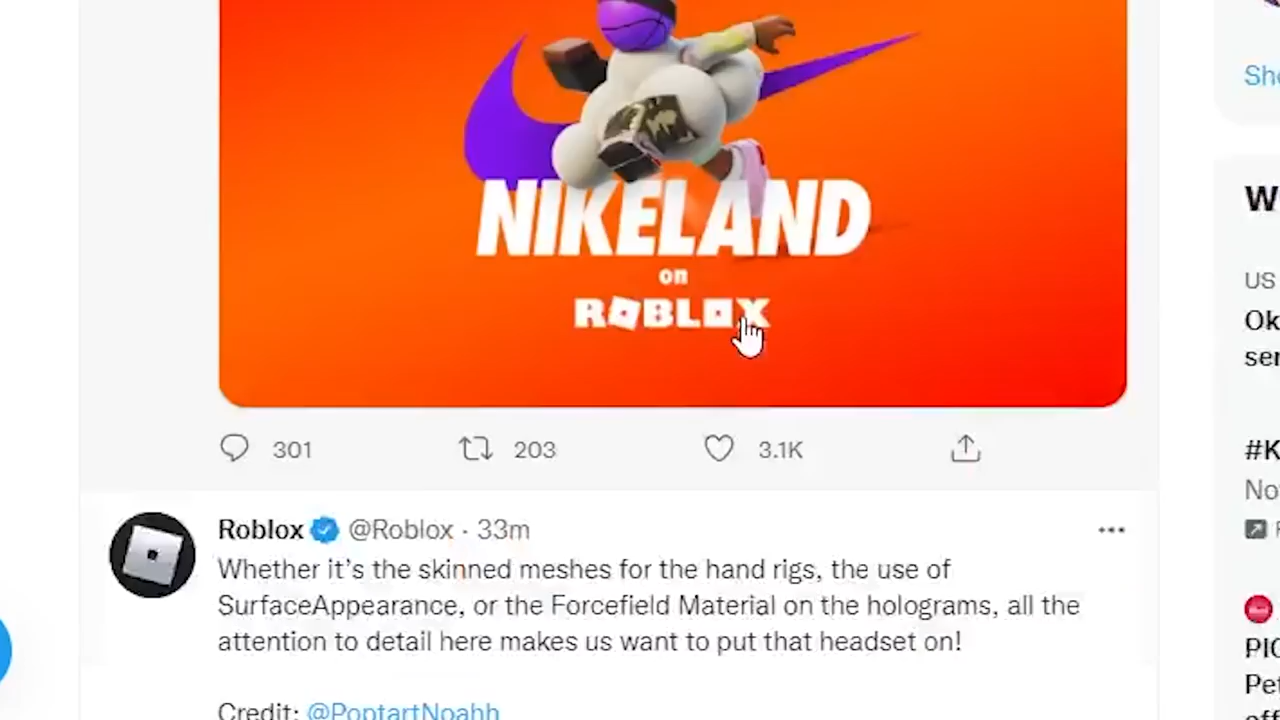 NIKELAND
on
ROBLOX
301 203 3.1K
Roblox @Roblox · 33m
Whether it's the skinned meshes for the hand rigs, the use of
SurfaceAppearance, or the Forcefield Material on the holograms, all the
attention to detail here makes us want to put that headset on!
Credit: @PoptartNoahh
US
#K